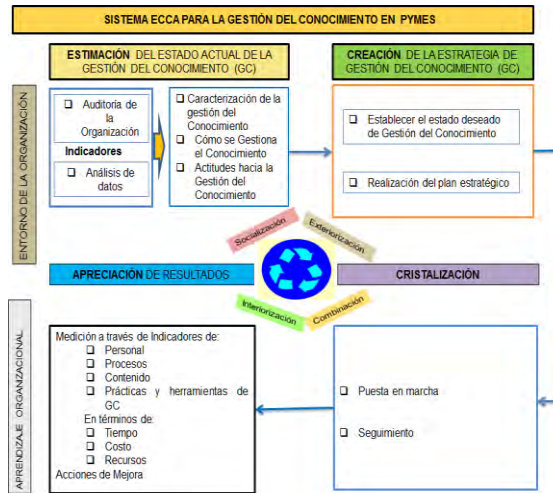 SISTEMA ECCA PARA LA GESTIÓN DEL CONOCIMIENTO EN PYMES
ESTIMACIÓN DEL ESTADO ACTUAL DE LA
GESTIÓN DEL CONOCIMIENTO (GC)
CREACIÓN DE LA ESTRATEGIA DE
GESTIÓN DEL CONOCIMIENTO (GC)
ENTORNO DE LA ORGANIZACIÓN
Auditoría de
la
Organización
Indicadores
Análisis de
datos
Caracterización de la
gestión del
Conocimiento
Cómo se Gestiona
el Conocimiento
Actitudes hacia la
Gestión del
Conocimiento
Establecer el estado deseado
de Gestión del Conocimiento
Realización del plan estratégico
Socialización
Exteriorización
APRECIACIÓN DE RESULTADOS
CRISTALIZACIÓN
Interiorización
Combinación
APRENDIZAJE ORGANIZACIONAL
Medición a través de Indicadores de:
Personal
Procesos
Contenido
Prácticas y herramientas de
GC
En términos de:
Tiempo
Costo
Recursos
Acciones de Mejora
Puesta en marcha
Seguimiento